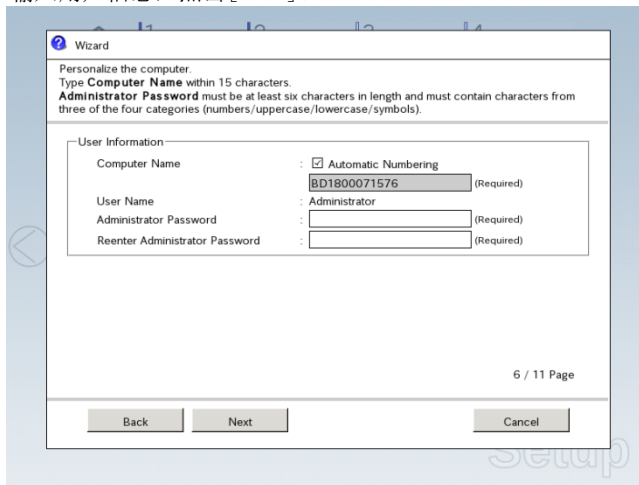 Wizard
Personalize the computer.
Type Computer Name within 15 characters.
Administrator Password must be at least six characters in length and must contain characters from
three of the four categories (numbers/uppercase/lowercase/symbols).
User Information
Computer Name : Automatic Numbering
BD1800071576 (Required)
User Name : Administrator
Administrator Password : (Required)
Reenter Administrator Password : (Required)
6 / 11 Page
Back Next Cancel
Setup